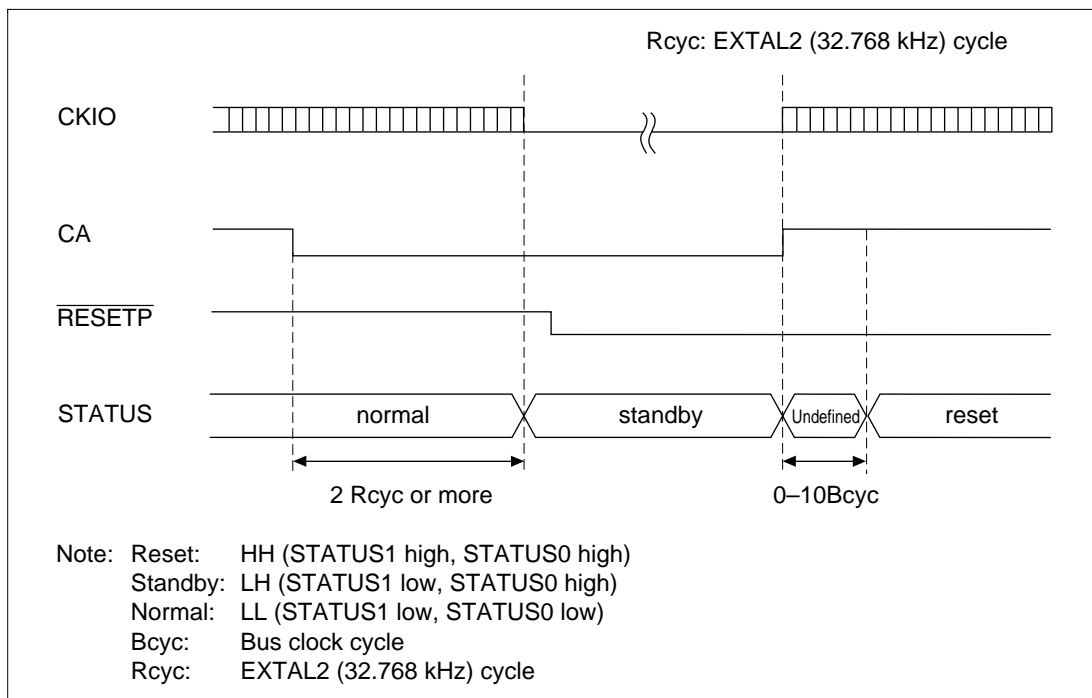 Rcyc: EXTAL2 (32.768 kHz) cycle
CKIO
CA
RESETP
STATUS
normal
standby
Undefined
reset
2 Rcyc or more
0–10Bcyc
Note: Reset: HH (STATUS1 high, STATUS0 high)
Standby: LH (STATUS1 low, STATUS0 high)
Normal: LL (STATUS1 low, STATUS0 low)
Bcyc: Bus clock cycle
Rcyc: EXTAL2 (32.768 kHz) cycle